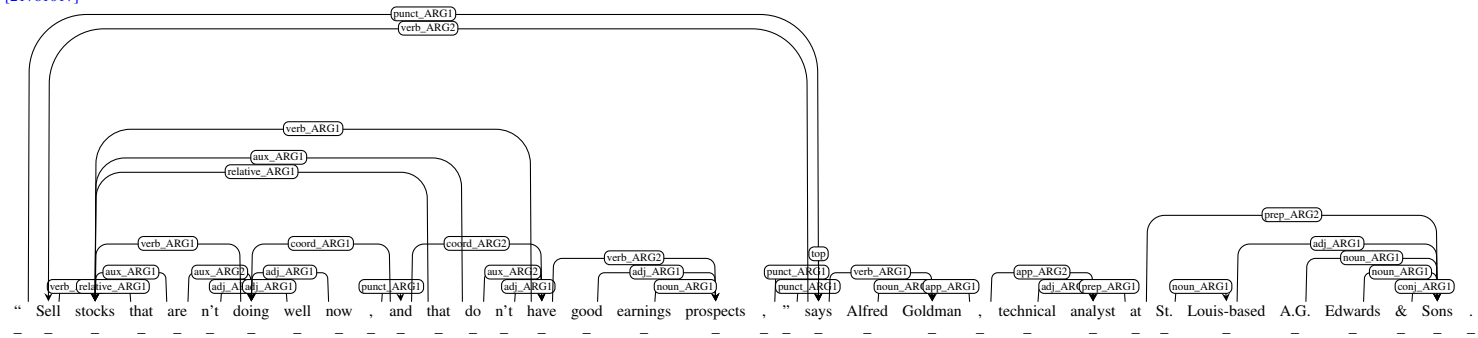 punct_ARG1
verb_ARG2
verb_ARG1
aux_ARG1
relative_ARG1
prep_ARG2
verb_ARG1 coord_ARG1 coord_ARG2 top adj_ARG1
verb_ARG2 noun_ARG1
aux_ARG1 aux_ARG2 adj_ARG1 aux_ARG2 adj_ARG1 punct_ARG1 verb_ARG1 app_ARG2 noun_ARG1
relative_ARG1 adj_ARG1 punct_ARG1 adj_ARG1 noun_ARG1 punct_ARG1 app_ARG1 prep_ARG1 noun_ARG1 conj_ARG1
“ Sell stocks that are n’t doing well now , and that do n’t have good earnings prospects , ” says Alfred Goldman , technical analyst at St. Louis-based A.G. Edwards & Sons .
_ _ _ _ _ _ _ _ _ _ _ _ _ _ _ _ _ _ _ _ _ _ _ _ _ _ _ _ _ _ _ _ _ _ _